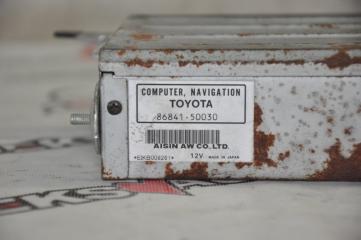 COMPUTER, NAVIGATION
TOYOTA
86841-50030
AISIN AW CO.,LTD.
12V MADE IN JAPAN